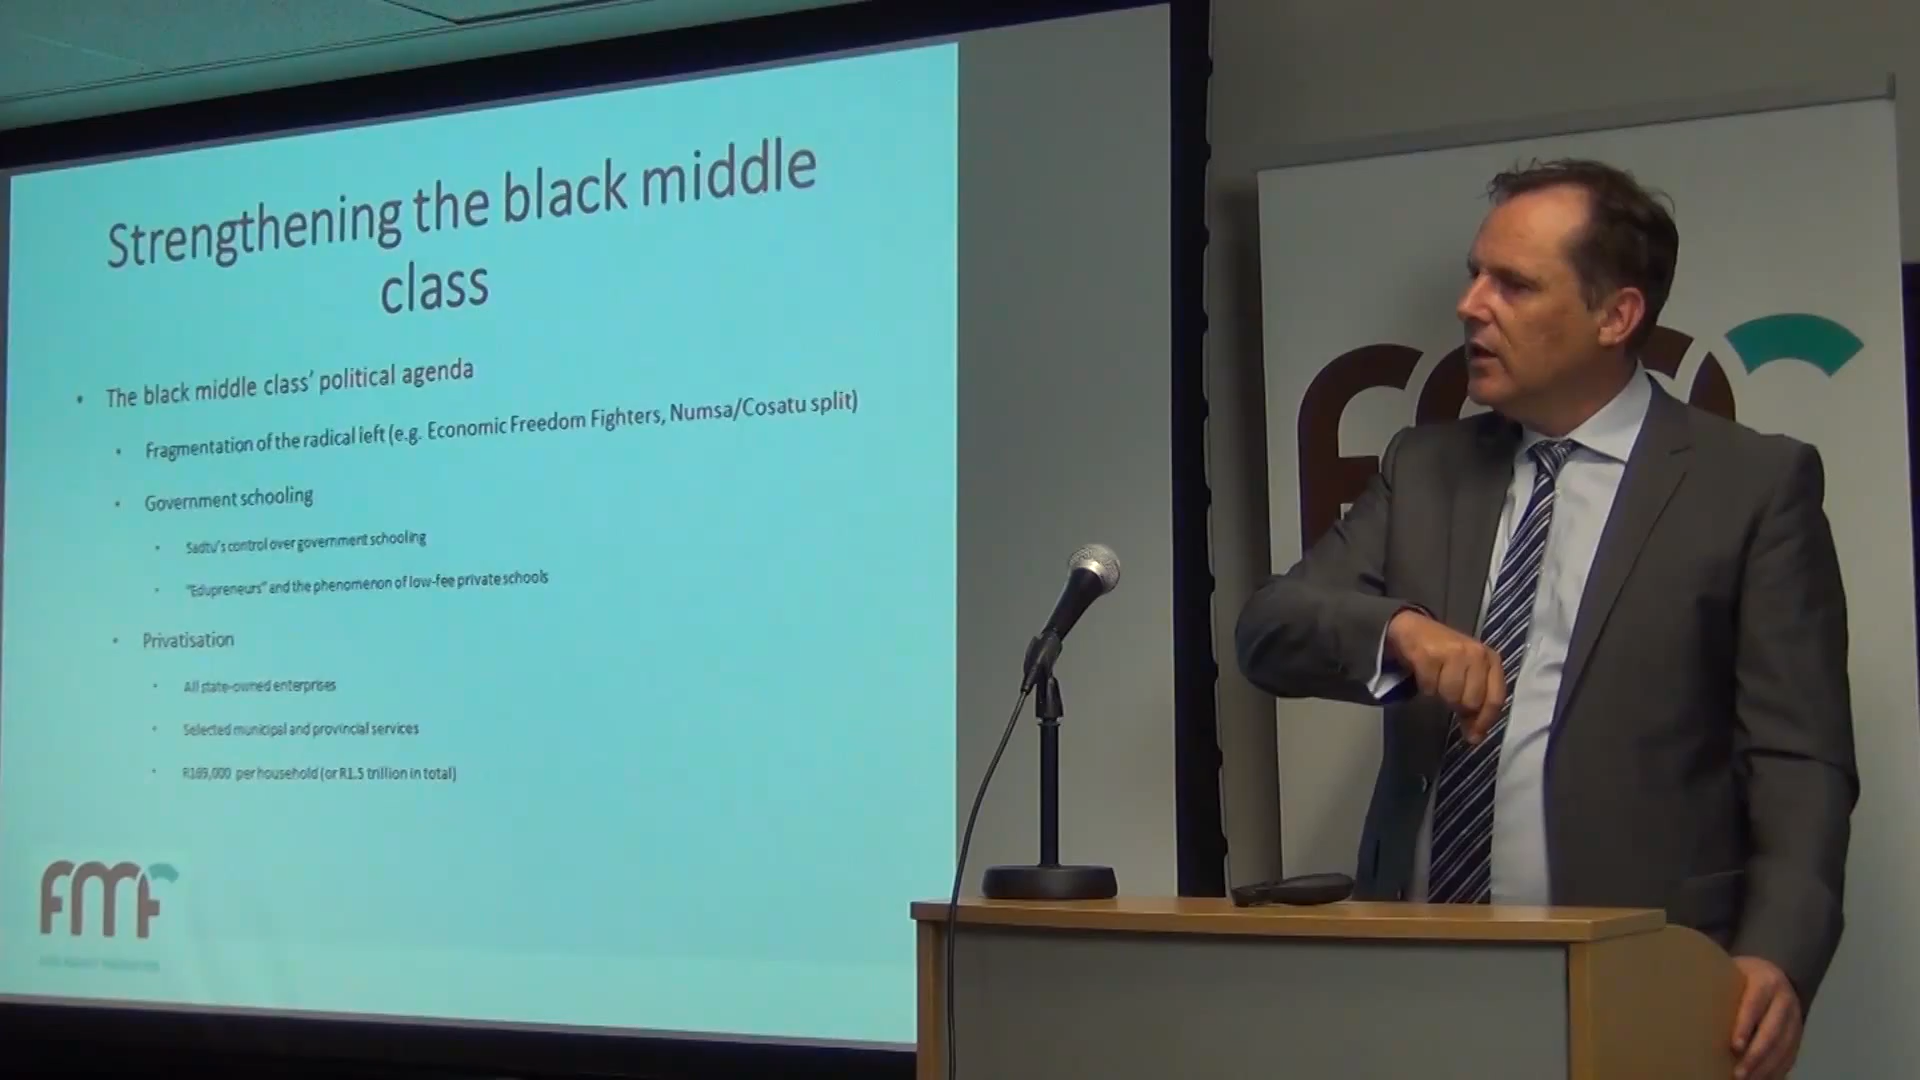 Strengthening the black middle
class
• The black middle class' political agenda
• Fragmentation of the radical left (e.g. Economic Freedom Fighters, Numsa/Cosatu split)
• Government schooling
• Sadtu's control over government schooling
• "Edupreneurs" and the phenomenon of low-fee private schools
• Privatisation
• All state-owned enterprises
• Selected municipal and provincial services
• R169,000 per household (or R1.5 trillion in total)
FMF